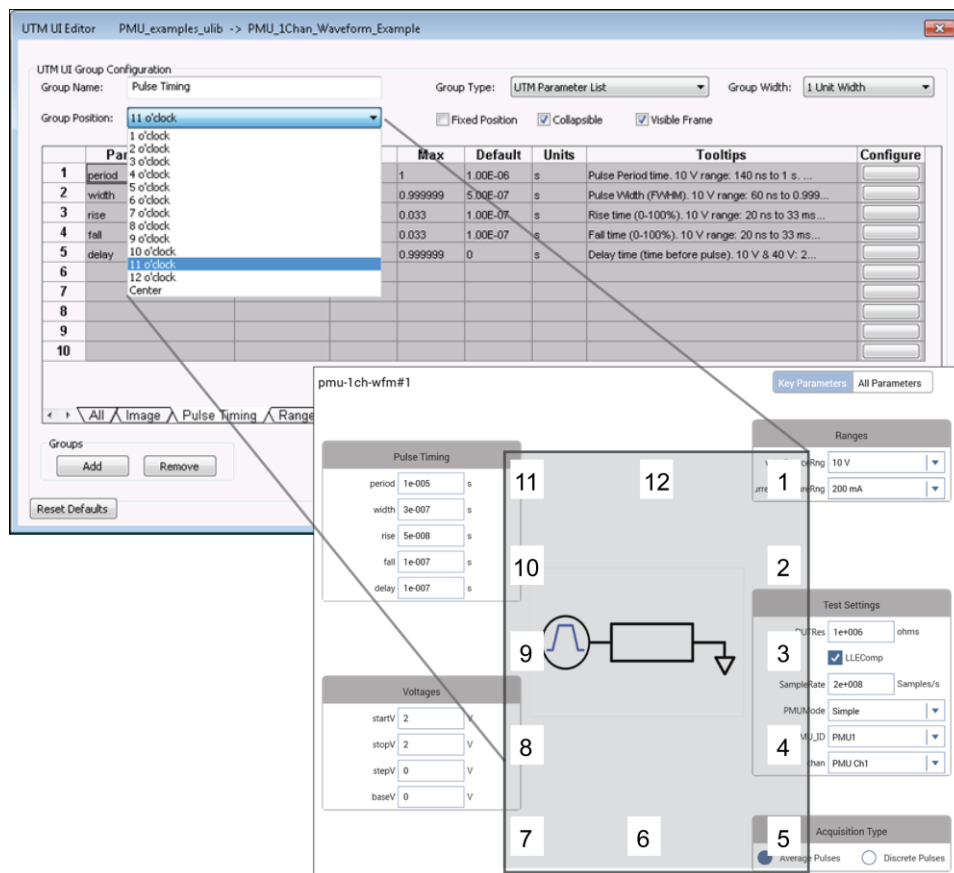 UTM UI Editor PMU_examples_ulib -> PMU_1Chan_Waveform_Example
UTM UI Group Configuration
Group Name: Pulse Timing Group Type: UTM Parameter List Group Width: 1 Unit Width
Group Position: 11 o'clock Fixed Position Collapsible Visible Frame
1 o'clock
2 o'clock
3 o'clock
4 o'clock
5 o'clock
6 o'clock
7 o'clock
8 o'clock
9 o'clock
10 o'clock
11 o'clock
12 o'clock
Center
Max Default Units Tooltips Configure
1 period 1 1.00E-06 s Pulse Period time. 10 V range: 140 ns to 1 s. ...
2 width 0.999999 5.00E-07 s Pulse Width (FWHM). 10 V range: 60 ns to 0.999...
3 rise 0.033 1.00E-07 s Rise time (0-100%). 10 V range: 20 ns to 33 ms...
4 fall 0.033 1.00E-07 s Fall time (0-100%). 10 V range: 20 ns to 33 ms...
5 delay 0.999999 0 s Delay time (time before pulse). 10 V & 40 V: 2...
6
7
8
9
10
All Image Pulse Timing Range
Groups
Add Remove
Reset Defaults
pmu-1ch-wfm#1
Key Parameters All Parameters
Pulse Timing
period 1e-005 s
width 3e-007 s
rise 5e-008 s
fall 1e-007 s
delay 1e-007 s
Voltages
startV 2 V
stopV 2 V
stepV 0 V
baseV 0 V
11 12 1
10 2
9 3
8 4
7 6 5
Ranges
10 V
200 mA
Test Settings
1e+006 ohms
LLEComp
SampleRate 2e+008 Samples/s
PMUMode Simple
PMU1
PMU Ch1
Acquisition Type
Average Pulses Discrete Pulses